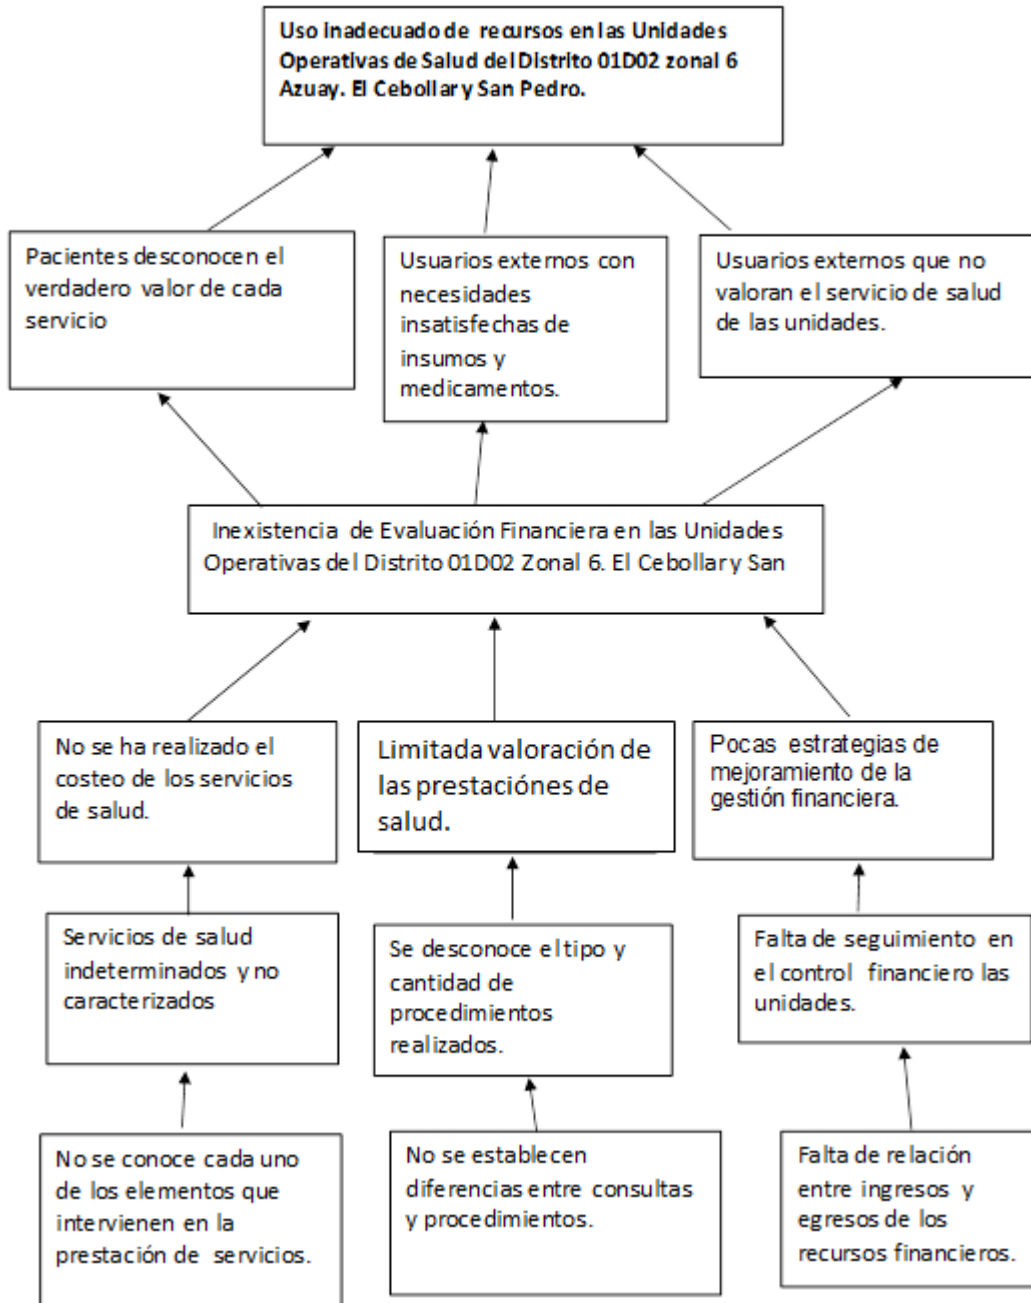 Uso Inadecuado de recursos en las Unidades
Operativas de Salud del Distrito 01D02 zonal 6
Azuay. El Cebollar y San Pedro.
Pacientes desconocen el
verdadero valor de cada
servicio
Usuarios externos con
necesidades
insatisfechas de
insumos y
medicamentos.
Usuarios externos que no
valoran el servicio de salud
de las unidades.
Inexistencia de Evaluación Financiera en las Unidades
Operativas del Distrito 01D02 Zonal 6. El Cebollar y San
No se ha realizado el
costeo de los servicios
de salud.
Limitada valoración de
las prestaciónes de
salud.
Pocas estrategias de
mejoramiento de la
gestión financiera.
Servicios de salud
indeterminados y no
caracterizados
Se desconoce el tipo y
cantidad de
procedimientos
realizados.
Falta de seguimiento en
el control financiero las
unidades.
No se conoce cada uno
de los elementos que
intervienen en la
prestación de servicios.
No se establecen
diferencias entre consultas
y procedimientos.
Falta de relación
entre ingresos y
egresos de los
recursos financieros.